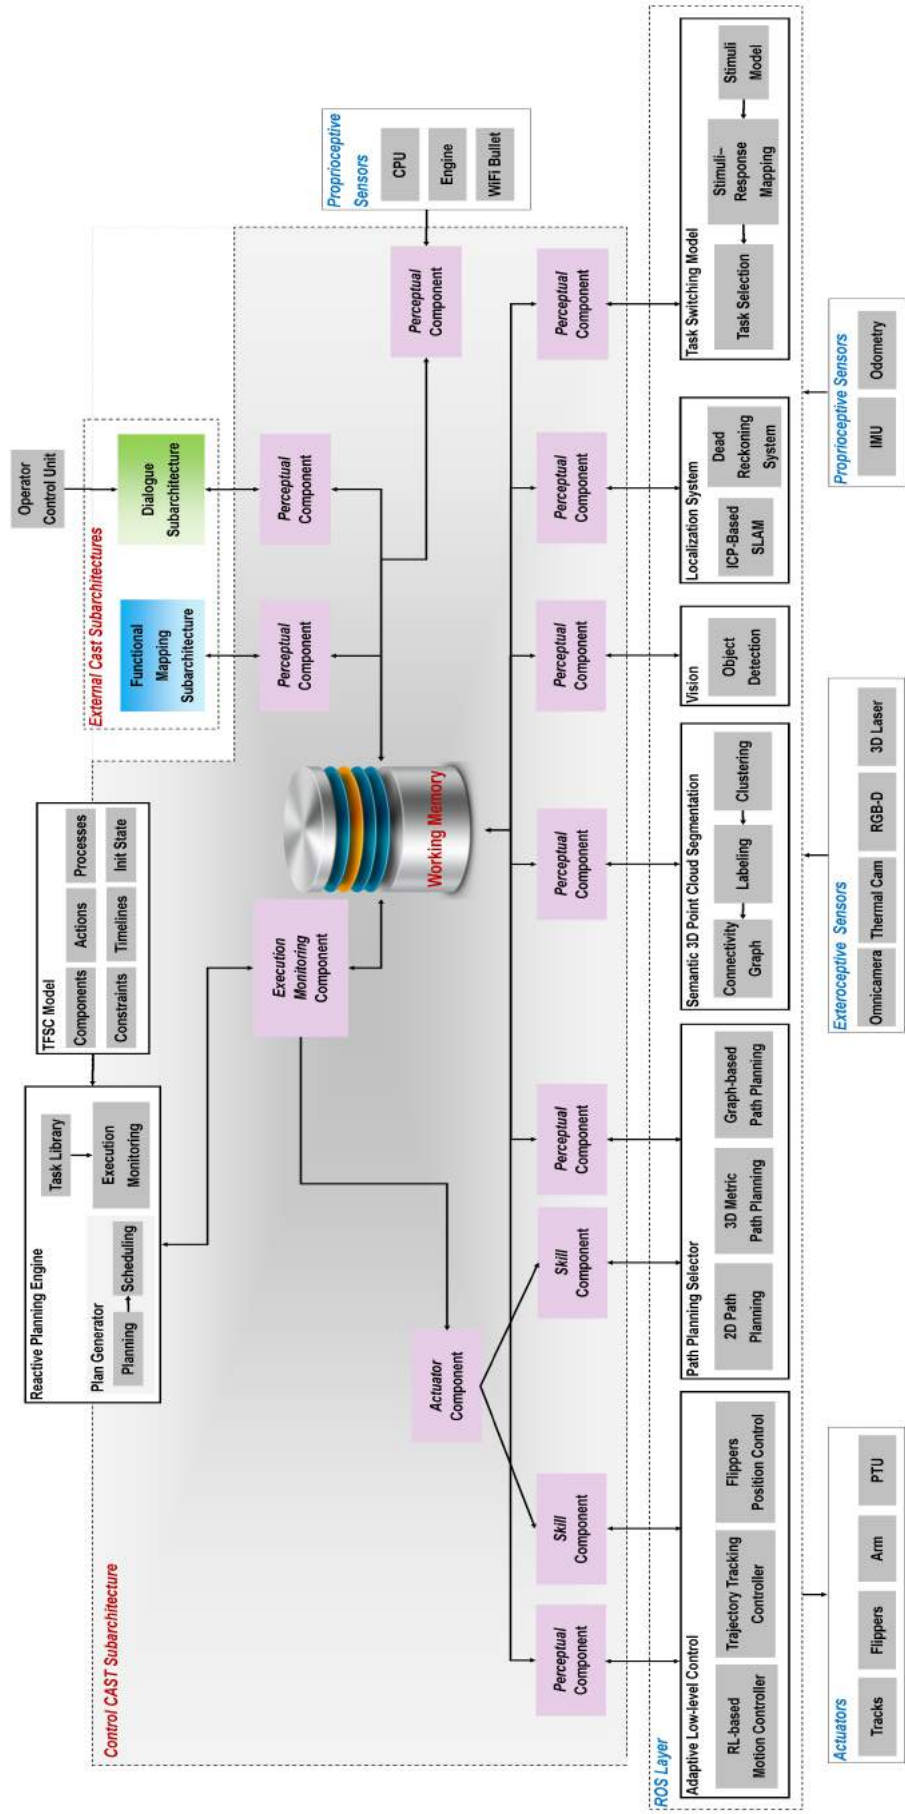 Reactive Planning Engine
Plan Generator
Planning
Scheduling
Task Library
Execution
Monitoring
TFSC Model
Components
Actions
Processes
Constraints
Timelines
Init State
Operator
Control Unit
External Cast Subarchitectures
Functional
Mapping
Subarchitecture
Dialogue
Subarchitecture
Control CAST Subarchitecture
Execution
Monitoring
Component
Perceptual
Component
Perceptual
Component
Proprioceptive
Sensors
CPU
Engine
WiFi Bullet
Perceptual
Component
Working Memory
Actuator
Component
Perceptual
Component
Skill
Component
Skill
Component
Perceptual
Component
Perceptual
Component
Perceptual
Component
Perceptual
Component
Perceptual
Component
ROS Layer
Adaptive Low-level Control
RL-based
Motion Controller
Trajectory Tracking
Controller
Flippers
Position Control
Path Planning Selector
2D Path
Planning
3D Metric
Path Planning
Graph-based
Path Planning
Semantic 3D Point Cloud Segmentation
Connectivity
Graph
Labeling
Clustering
Vision
Object
Detection
Localization System
ICP-Based
SLAM
Dead
Reckoning
System
Task Switching Model
Task Selection
Stimuli–
Response
Mapping
Stimuli
Model
Actuators
Tracks
Flippers
Arm
PTU
Exteroceptive Sensors
Omnicamera
Thermal Cam
RGB-D
3D Laser
Proprioceptive Sensors
IMU
Odometry